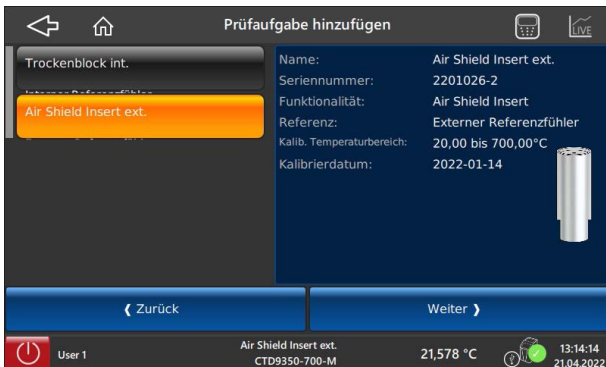 Prüfaufgabe hinzufügen
LIVE
Trockenblock int.
Air Shield Insert ext.
Name: Air Shield Insert ext.
Seriennummer: 2201026-2
Funktionalität: Air Shield Insert
Referenz: Externer Referenzfühler
Kalib. Temperaturbereich: 20,00 bis 700,00°C
Kalibrierdatum: 2022-01-14
❰ Zurück
Weiter ❱
User 1
Air Shield Insert ext.
CTD9350-700-M
21,578 °C
13:14:14
21.04.2022